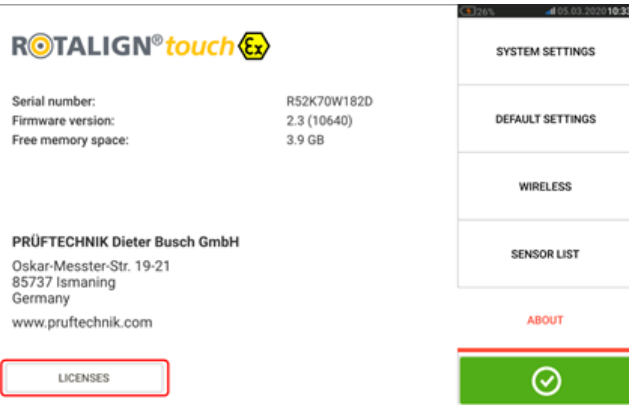 26% 05.03.2020 10:33
ROTALIGN® touch Ex
Serial number: R52K70W182D
Firmware version: 2.3 (10640)
Free memory space: 3.9 GB
PRÜFTECHNIK Dieter Busch GmbH
Oskar-Messter-Str. 19-21
85737 Ismaning
Germany
www.pruftechnik.com
LICENSES
SYSTEM SETTINGS
DEFAULT SETTINGS
WIRELESS
SENSOR LIST
ABOUT